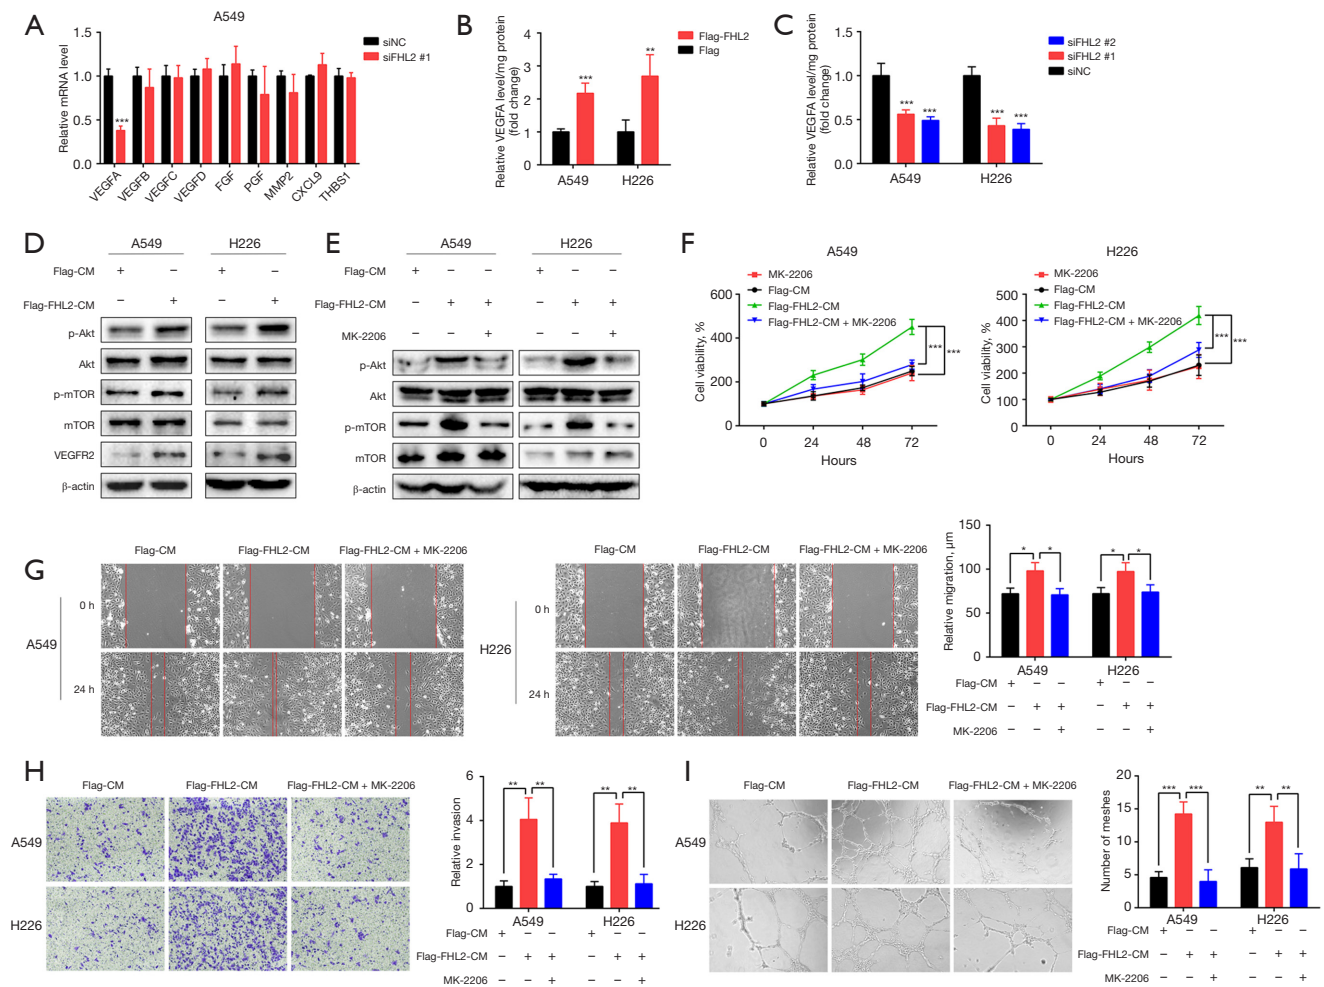 A
A549
Relative mRNA level
1.5
1.0
0.5
0.0
siNC
siFHL2 #1
***
VEGFA
VEGFB
VEGFC
VEGFD
FGF
PGF
MMP2
CXCL9
THBS1
B
Relative VEGFA level/mg protein
(fold change)
6
4
2
0
Flag-FHL2
Flag
***
**
A549
H226
C
Relative VEGFA level/mg protein
(fold change)
1.5
1.0
0.5
0.0
siFHL2 #2
siFHL2 #1
siNC
*** ***
*** ***
A549
H226
D
A549 H226
Flag-CM + – + –
Flag-FHL2-CM – + – +
p-Akt
Akt
p-mTOR
mTOR
VEGFR2
β-actin
E
A549 H226
Flag-CM + – – + – –
Flag-FHL2-CM – + + – + +
MK-2206 – – + – – +
p-Akt
Akt
p-mTOR
mTOR
β-actin
F
A549
MK-2206
Flag-CM
Flag-FHL2-CM
Flag-FHL2-CM + MK-2206
Cell viability, %
600
400
200
0
*** ***
0 24 48 72
Hours
H226
MK-2206
Flag-CM
Flag-FHL2-CM
Flag-FHL2-CM + MK-2206
Cell viability, %
500
400
300
200
100
0
*** ***
0 24 48 72
Hours
G
Flag-CM Flag-FHL2-CM Flag-FHL2-CM + MK-2206
A549
0 h
24 h
Flag-CM Flag-FHL2-CM Flag-FHL2-CM + MK-2206
H226
0 h
24 h
Relative migration, μm
150
100
50
0
* * * *
A549 H226
Flag-CM + – – + – –
Flag-FHL2-CM – + + – + +
MK-2206 – – + – – +
H
Flag-CM Flag-FHL2-CM Flag-FHL2-CM + MK-2206
A549
H226
Relative invasion
6
4
2
0
** ** ** **
A549 H226
Flag-CM + – – + – –
Flag-FHL2-CM – + + – + +
MK-2206 – – + – – +
I
Flag-CM Flag-FHL2-CM Flag-FHL2-CM + MK-2206
A549
H226
Number of meshes
20
15
10
5
0
*** *** ** **
A549 H226
Flag-CM + – – + – –
Flag-FHL2-CM – + + – + +
MK-2206 – – + – – +